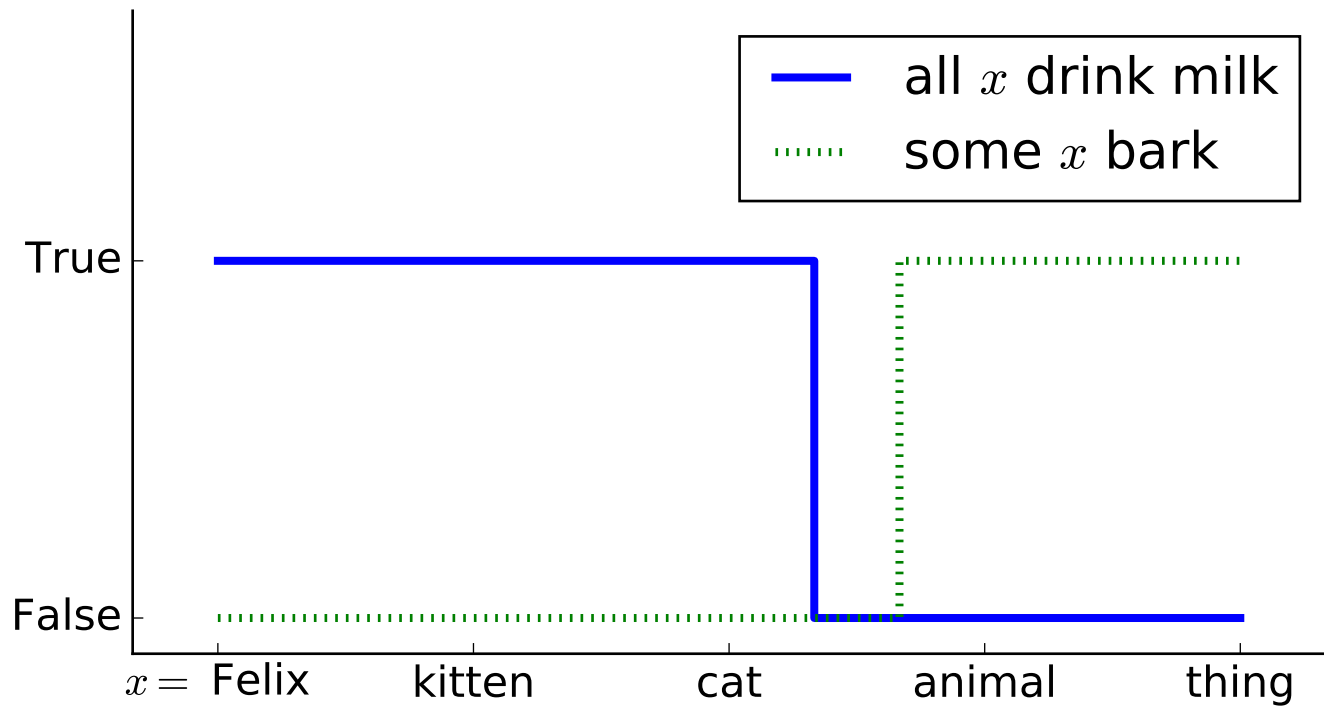 all x drink milk
some x bark
True
False
x = Felix kitten cat animal thing